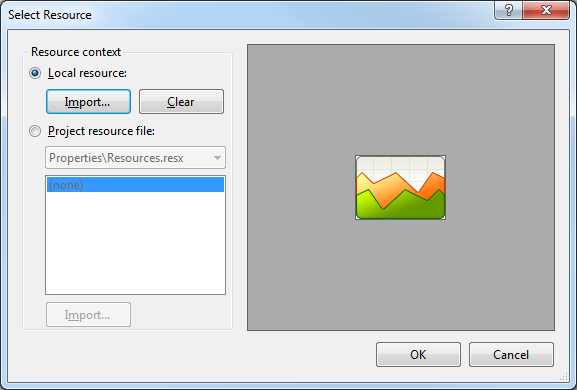 Select Resource
?
Resource context
Local resource:
Import...
Clear
Project resource file:
Properties\Resources.resx
(none)
Import...
OK
Cancel